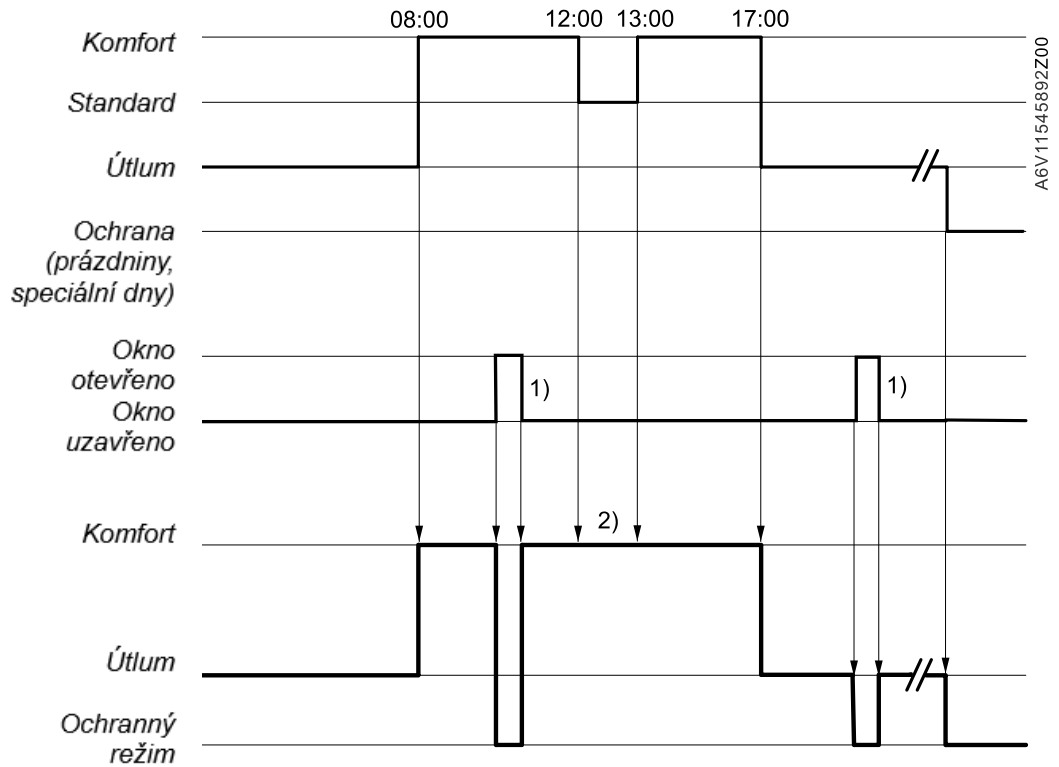 08:00 12:00 13:00 17:00
Komfort
Standard
Útlum
Ochrana
(prázdniny,
speciální dny)
A6V11545892Z00
Okno
otevřeno
1) 1)
Okno
uzavřeno
2)
Komfort
Útlum
Ochranný
režim